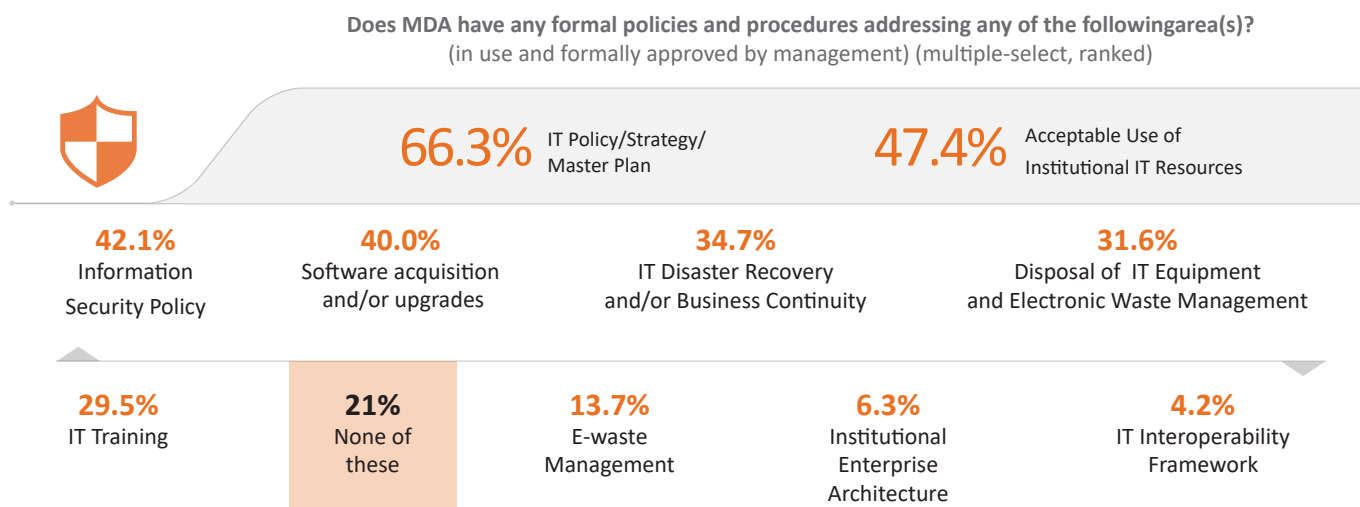 Does MDA have any formal policies and procedures addressing any of the followingarea(s)?
(in use and formally approved by management) (multiple-select, ranked)
66.3%
IT Policy/Strategy/
Master Plan
47.4%
Acceptable Use of
Institutional IT Resources
42.1%
Information
Security Policy
40.0%
Software acquisition
and/or upgrades
34.7%
IT Disaster Recovery
and/or Business Continuity
31.6%
Disposal of IT Equipment
and Electronic Waste Management
29.5%
IT Training
21%
None of
these
13.7%
E-waste
Management
6.3%
Institutional
Enterprise
Architecture
4.2%
IT Interoperability
Framework